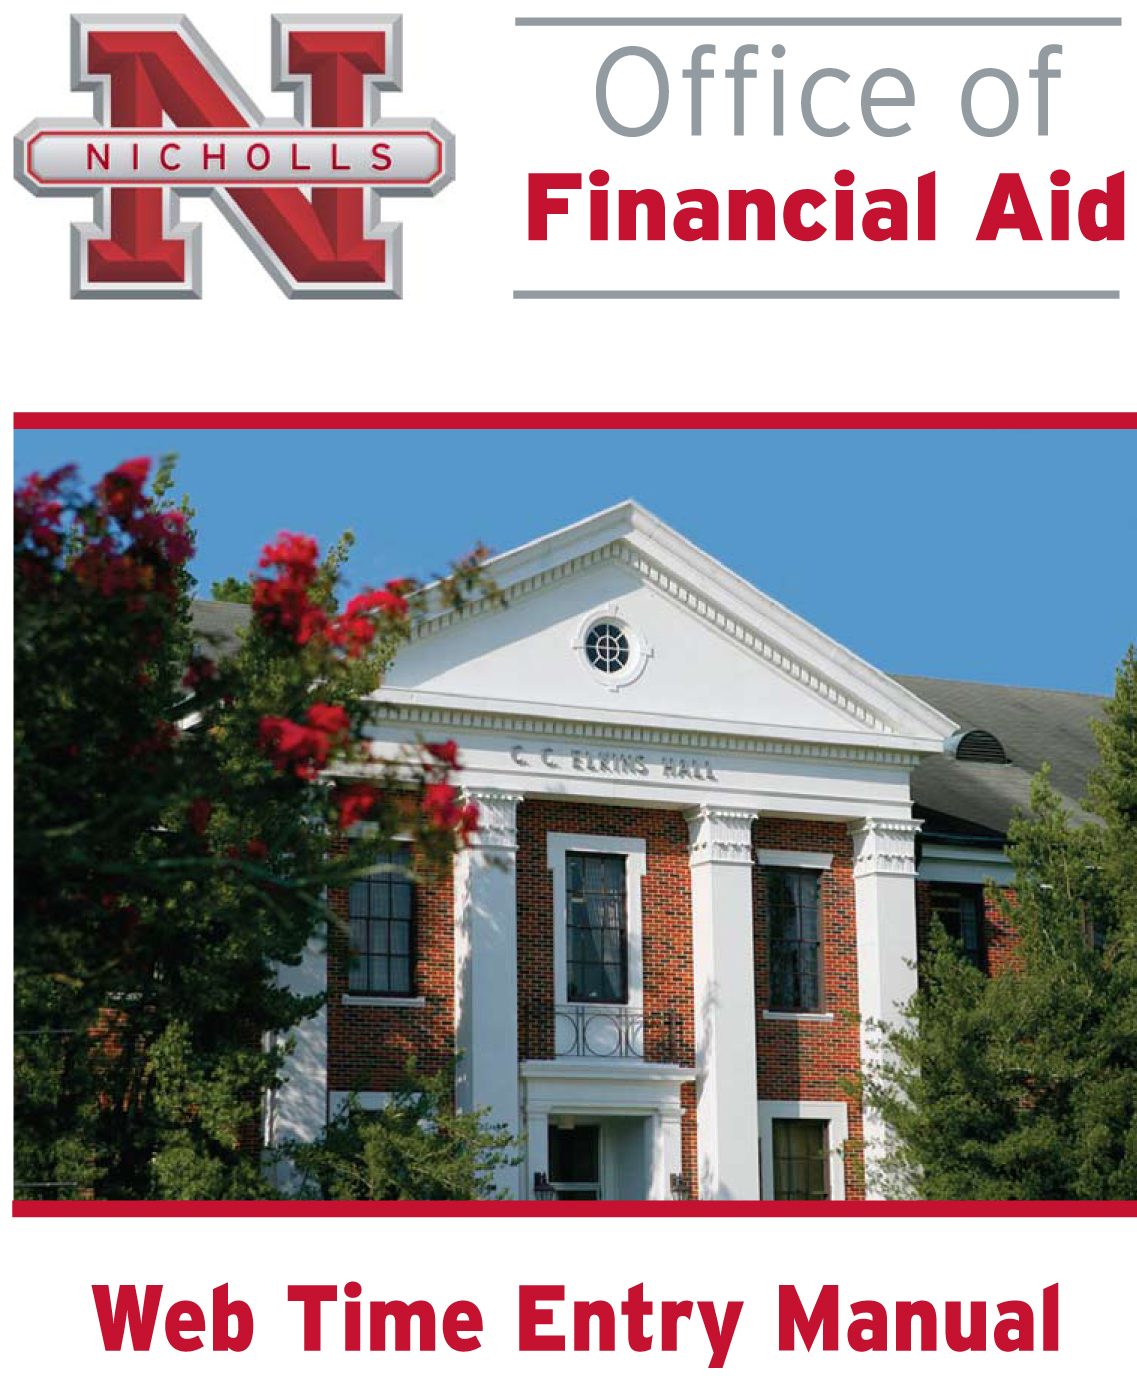 NICHOLLS
Office of
Financial Aid
C. C. ELKINS HALL
Web Time Entry Manual